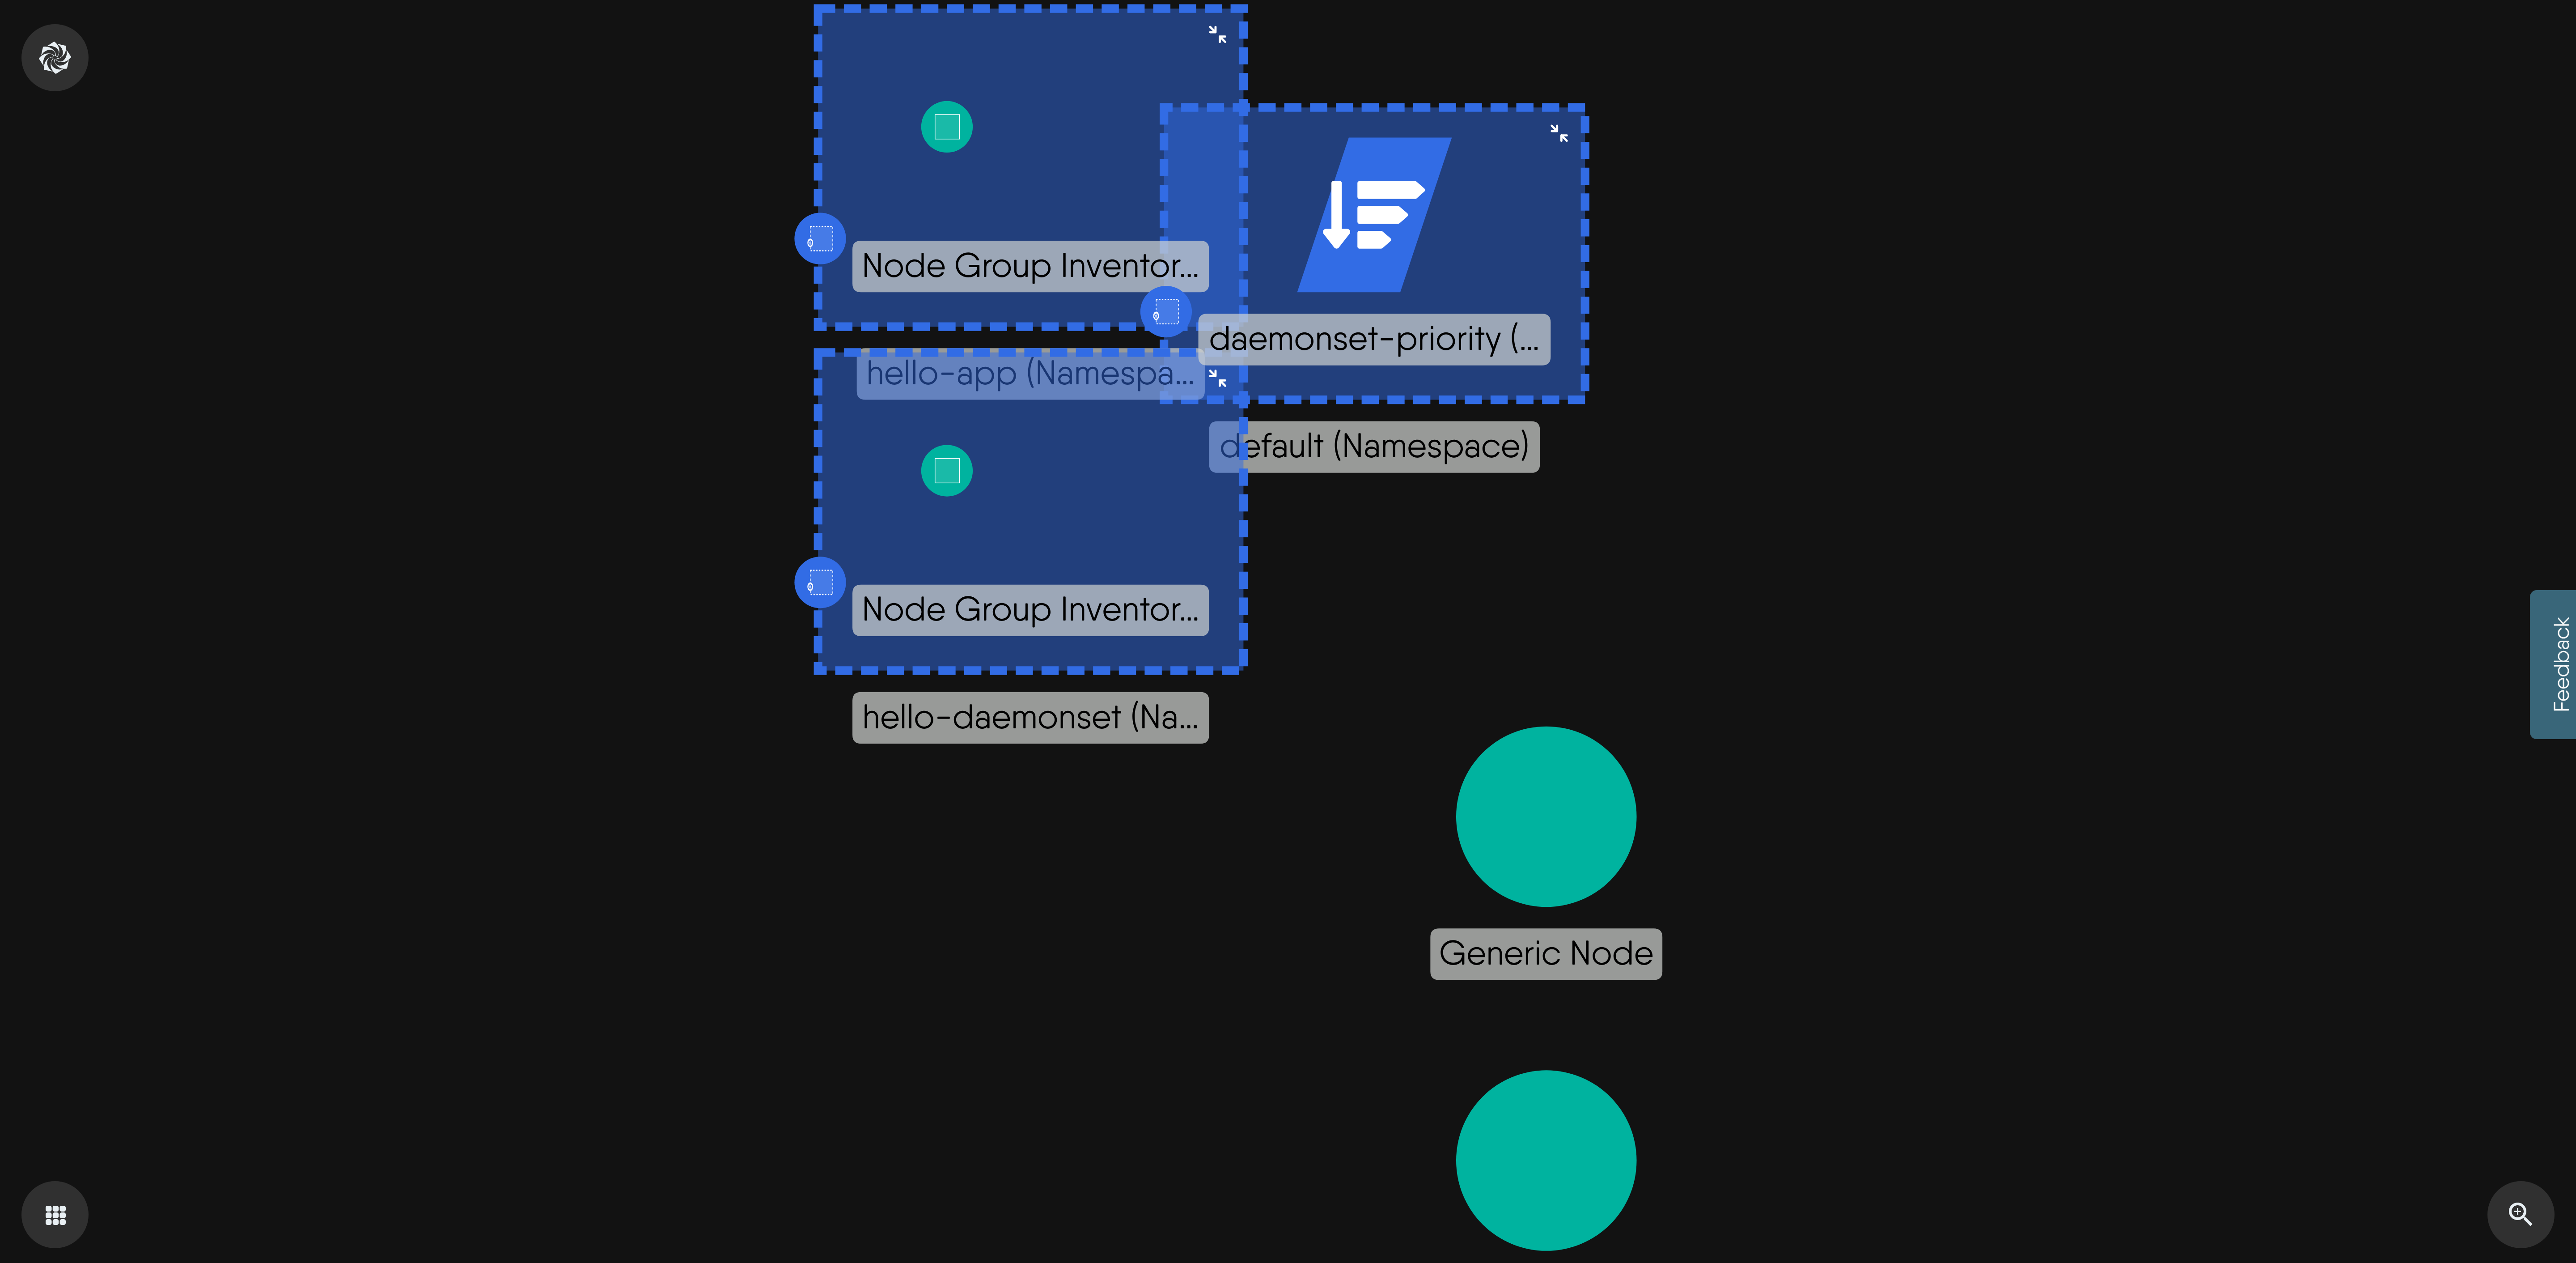 Node Group Inventor...
daemonset-priority (...
hello-app (Namespa...
default (Namespace)
Node Group Inventor...
hello-daemonset (Na...
Feedback
Generic Node